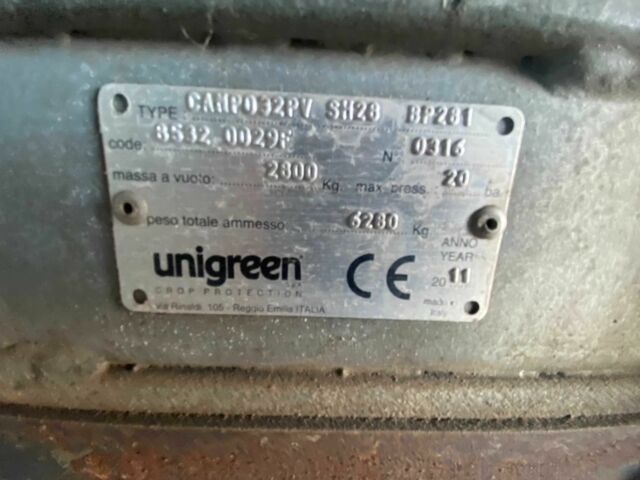 TYPE CAMPO32PV SH28 BP281
code. 8532 0029F N° 0316
massa a vuoto: 2800 Kg. max press. 20 ba
peso totale ammesso 6280 Kg
ANNO
YEAR
unigreen CE 2011
CROP PROTECTION made
Via Rinaldi, 105 - Reggio Emilia ITALIA Italy